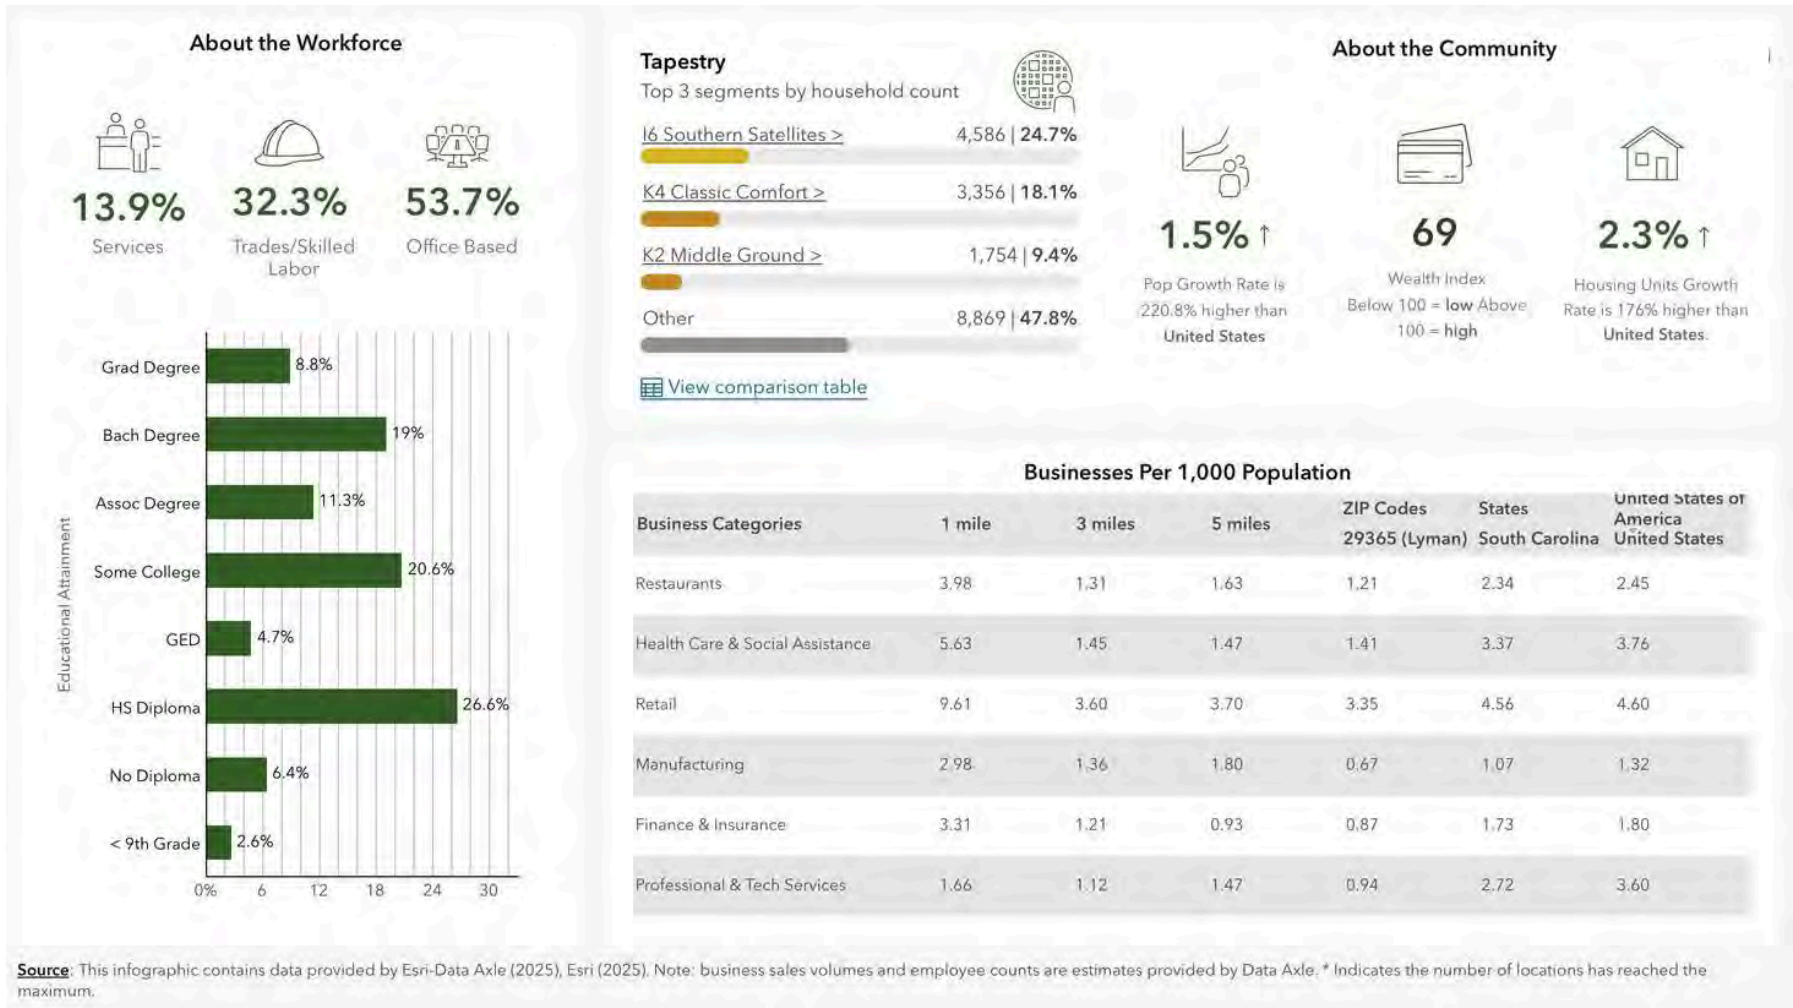 About the Workforce
13.9%
Services
32.3%
Trades/Skilled
Labor
53.7%
Office Based
Educational Attainment
Grad Degree 8.8%
Bach Degree 19%
Assoc Degree 11.3%
Some College 20.6%
GED 4.7%
HS Diploma 26.6%
No Diploma 6.4%
< 9th Grade 2.6%
0% 6 12 18 24 30
Tapestry
Top 3 segments by household count
I6 Southern Satellites > 4,586 | 24.7%
K4 Classic Comfort > 3,356 | 18.1%
K2 Middle Ground > 1,754 | 9.4%
Other 8,869 | 47.8%
View comparison table
About the Community
1.5% ↑
Pop Growth Rate is
220.8% higher than
United States
69
Wealth Index
Below 100 = low Above
100 = high
2.3% ↑
Housing Units Growth
Rate is 176% higher than
United States.
Businesses Per 1,000 Population
Business Categories 1 mile 3 miles 5 miles
ZIP Codes
29365 (Lyman)
States
South Carolina
United States of
America
United States
Restaurants 3.98 1.31 1.63 1.21 2.34 2.45
Health Care & Social Assistance 5.63 1.45 1.47 1.41 3.37 3.76
Retail 9.61 3.60 3.70 3.35 4.56 4.60
Manufacturing 2.98 1.36 1.80 0.67 1.07 1.32
Finance & Insurance 3.31 1.21 0.93 0.87 1.73 1.80
Professional & Tech Services 1.66 1.12 1.47 0.94 2.72 3.60
Source: This infographic contains data provided by Esri-Data Axle (2025), Esri (2025). Note: business sales volumes and employee counts are estimates provided by Data Axle. * Indicates the number of locations has reached the
maximum.